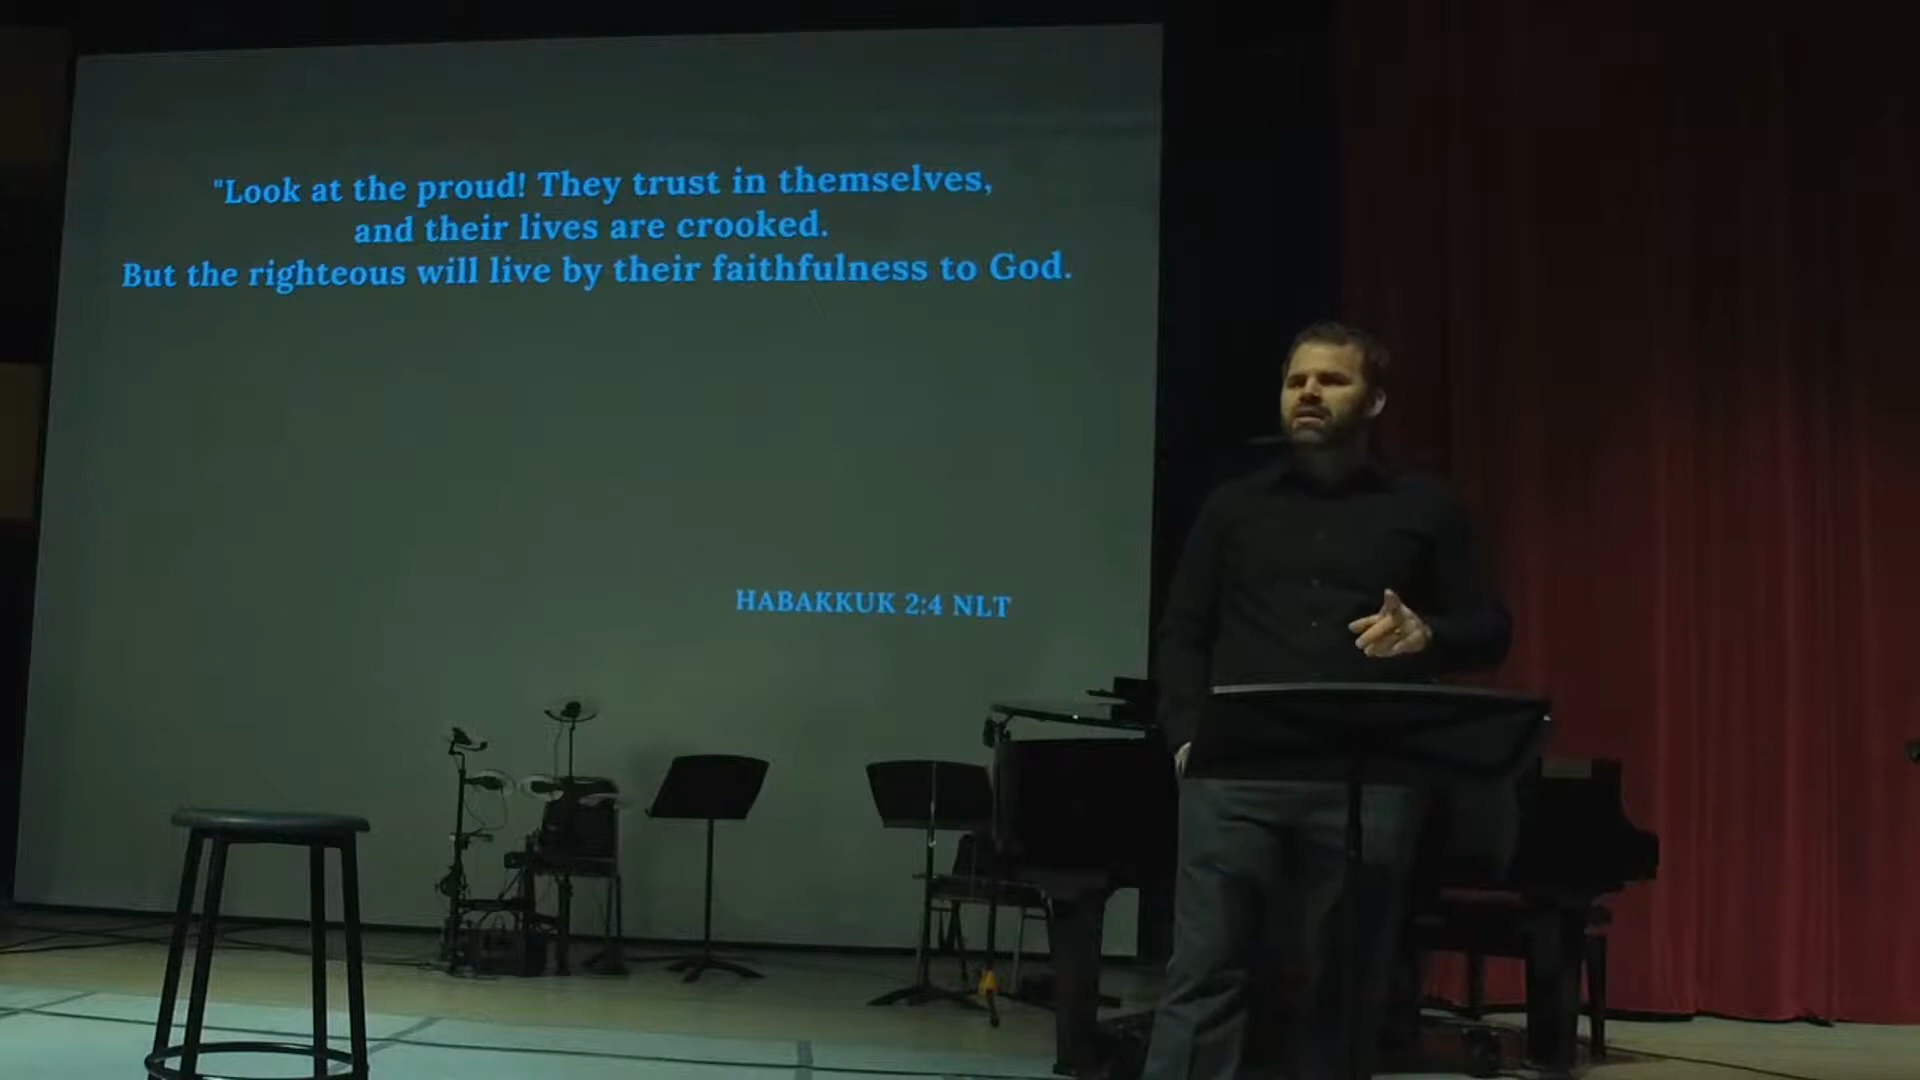 "Look at the proud! They trust in themselves,
and their lives are crooked.
But the righteous will live by their faithfulness to God.
HABAKKUK 2:4 NLT